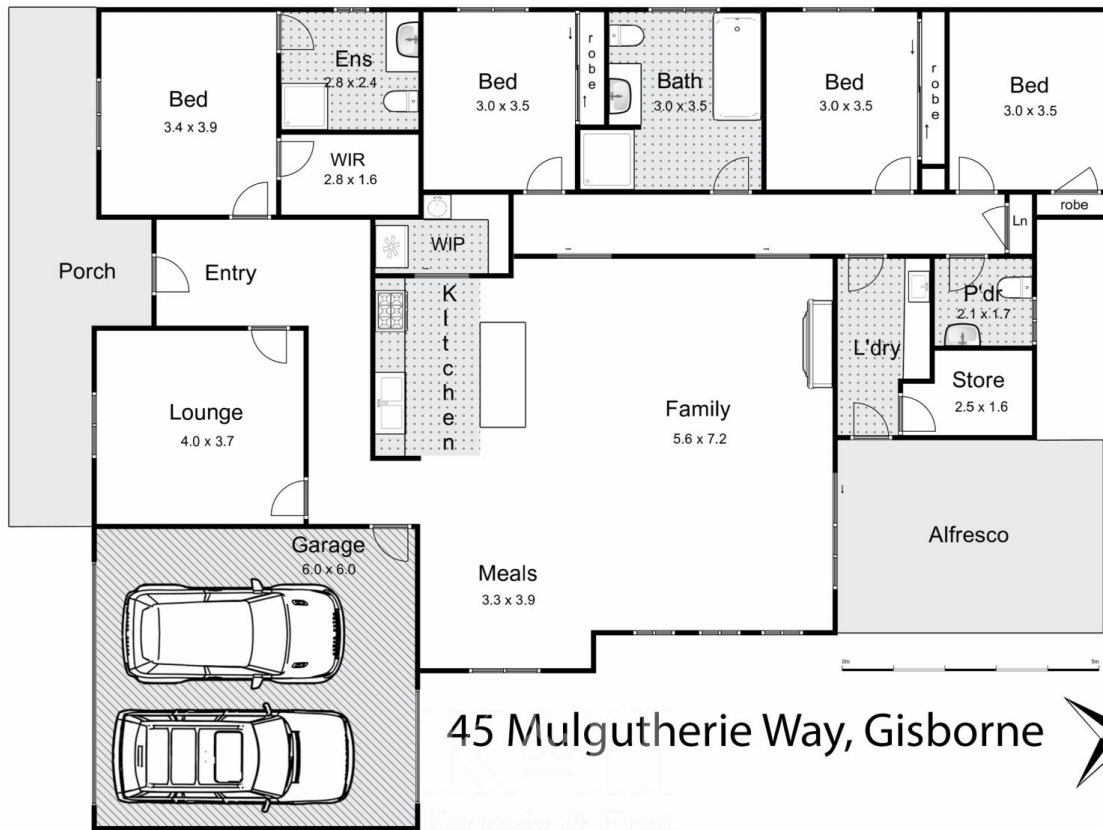 Bed
3.4 x 3.9
Ens
2.8 x 2.4
WIR
2.8 x 1.6
Bed
3.0 x 3.5
robe
Bath
3.0 x 3.5
Bed
3.0 x 3.5
robe
Bed
3.0 x 3.5
robe
Ln
Porch
Entry
WIP
KItchen
Lounge
4.0 x 3.7
Family
5.6 x 7.2
L'dry
P'dr
2.1 x 1.7
Store
2.5 x 1.6
Garage
6.0 x 6.0
Meals
3.3 x 3.9
Alfresco
0m
5m
45 Mulgutherie Way, Gisborne
K H
Kennedy & Hunt